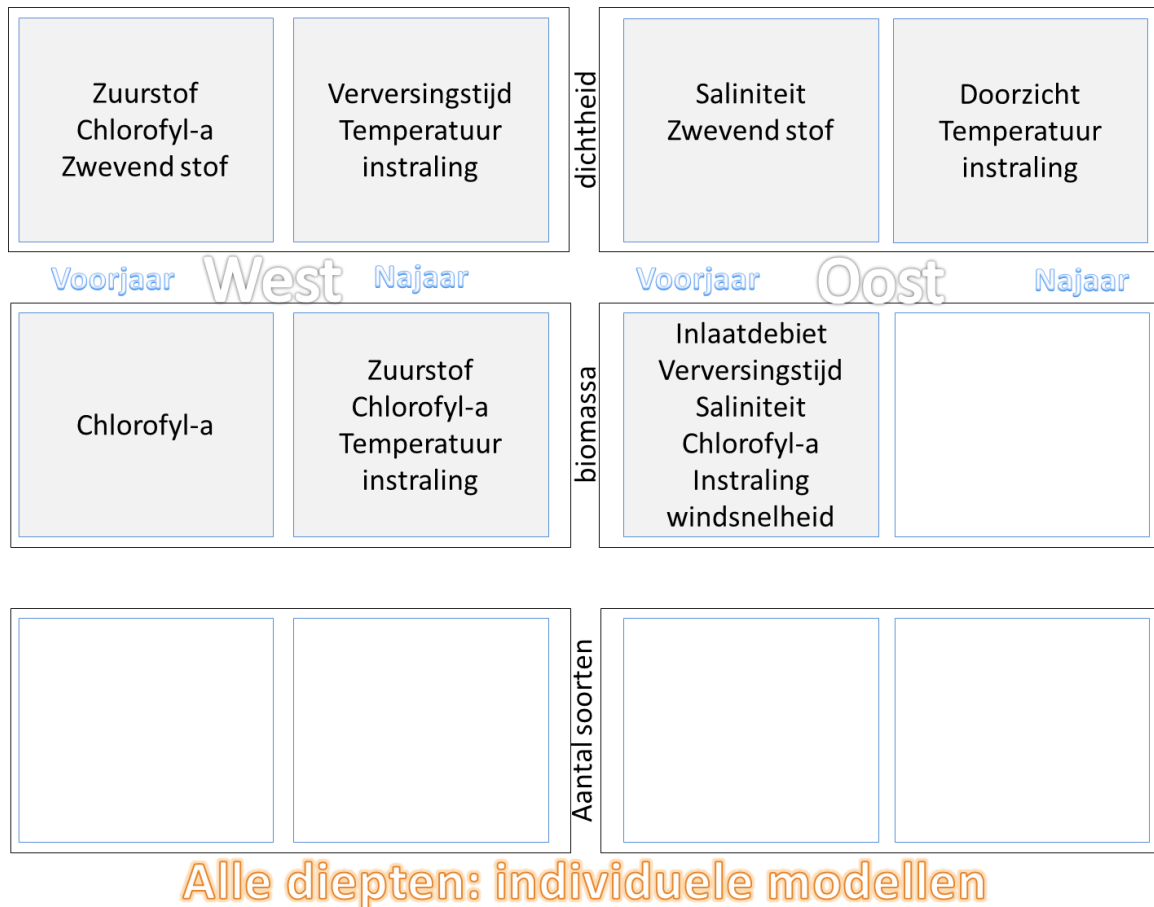 Zuurstof
Chlorofyl-a
Zwevend stof
Verversingstijd
Temperatuur
instraling
dichtheid
Saliniteit
Zwevend stof
Doorzicht
Temperatuur
instraling
Voorjaar West Najaar
Voorjaar Oost Najaar
Chlorofyl-a
Zuurstof
Chlorofyl-a
Temperatuur
instraling
biomassa
Inlaatdebiet
Verversingstijd
Saliniteit
Chlorofyl-a
Instraling
windsnelheid
Aantal soorten
Alle diepten: individuele modellen